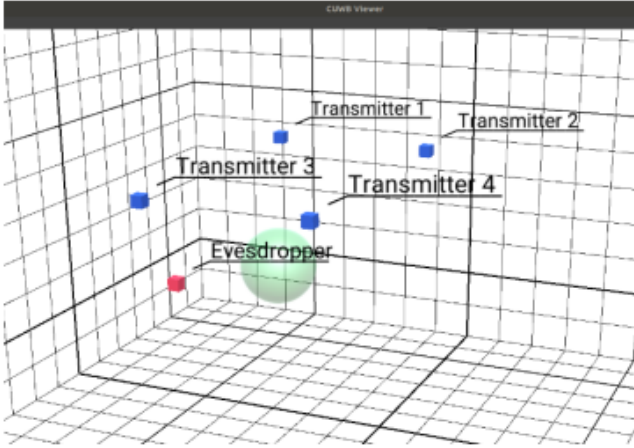 CUWB Viewer
Transmitter 1
Transmitter 2
Transmitter 3
Transmitter 4
Evesdropper